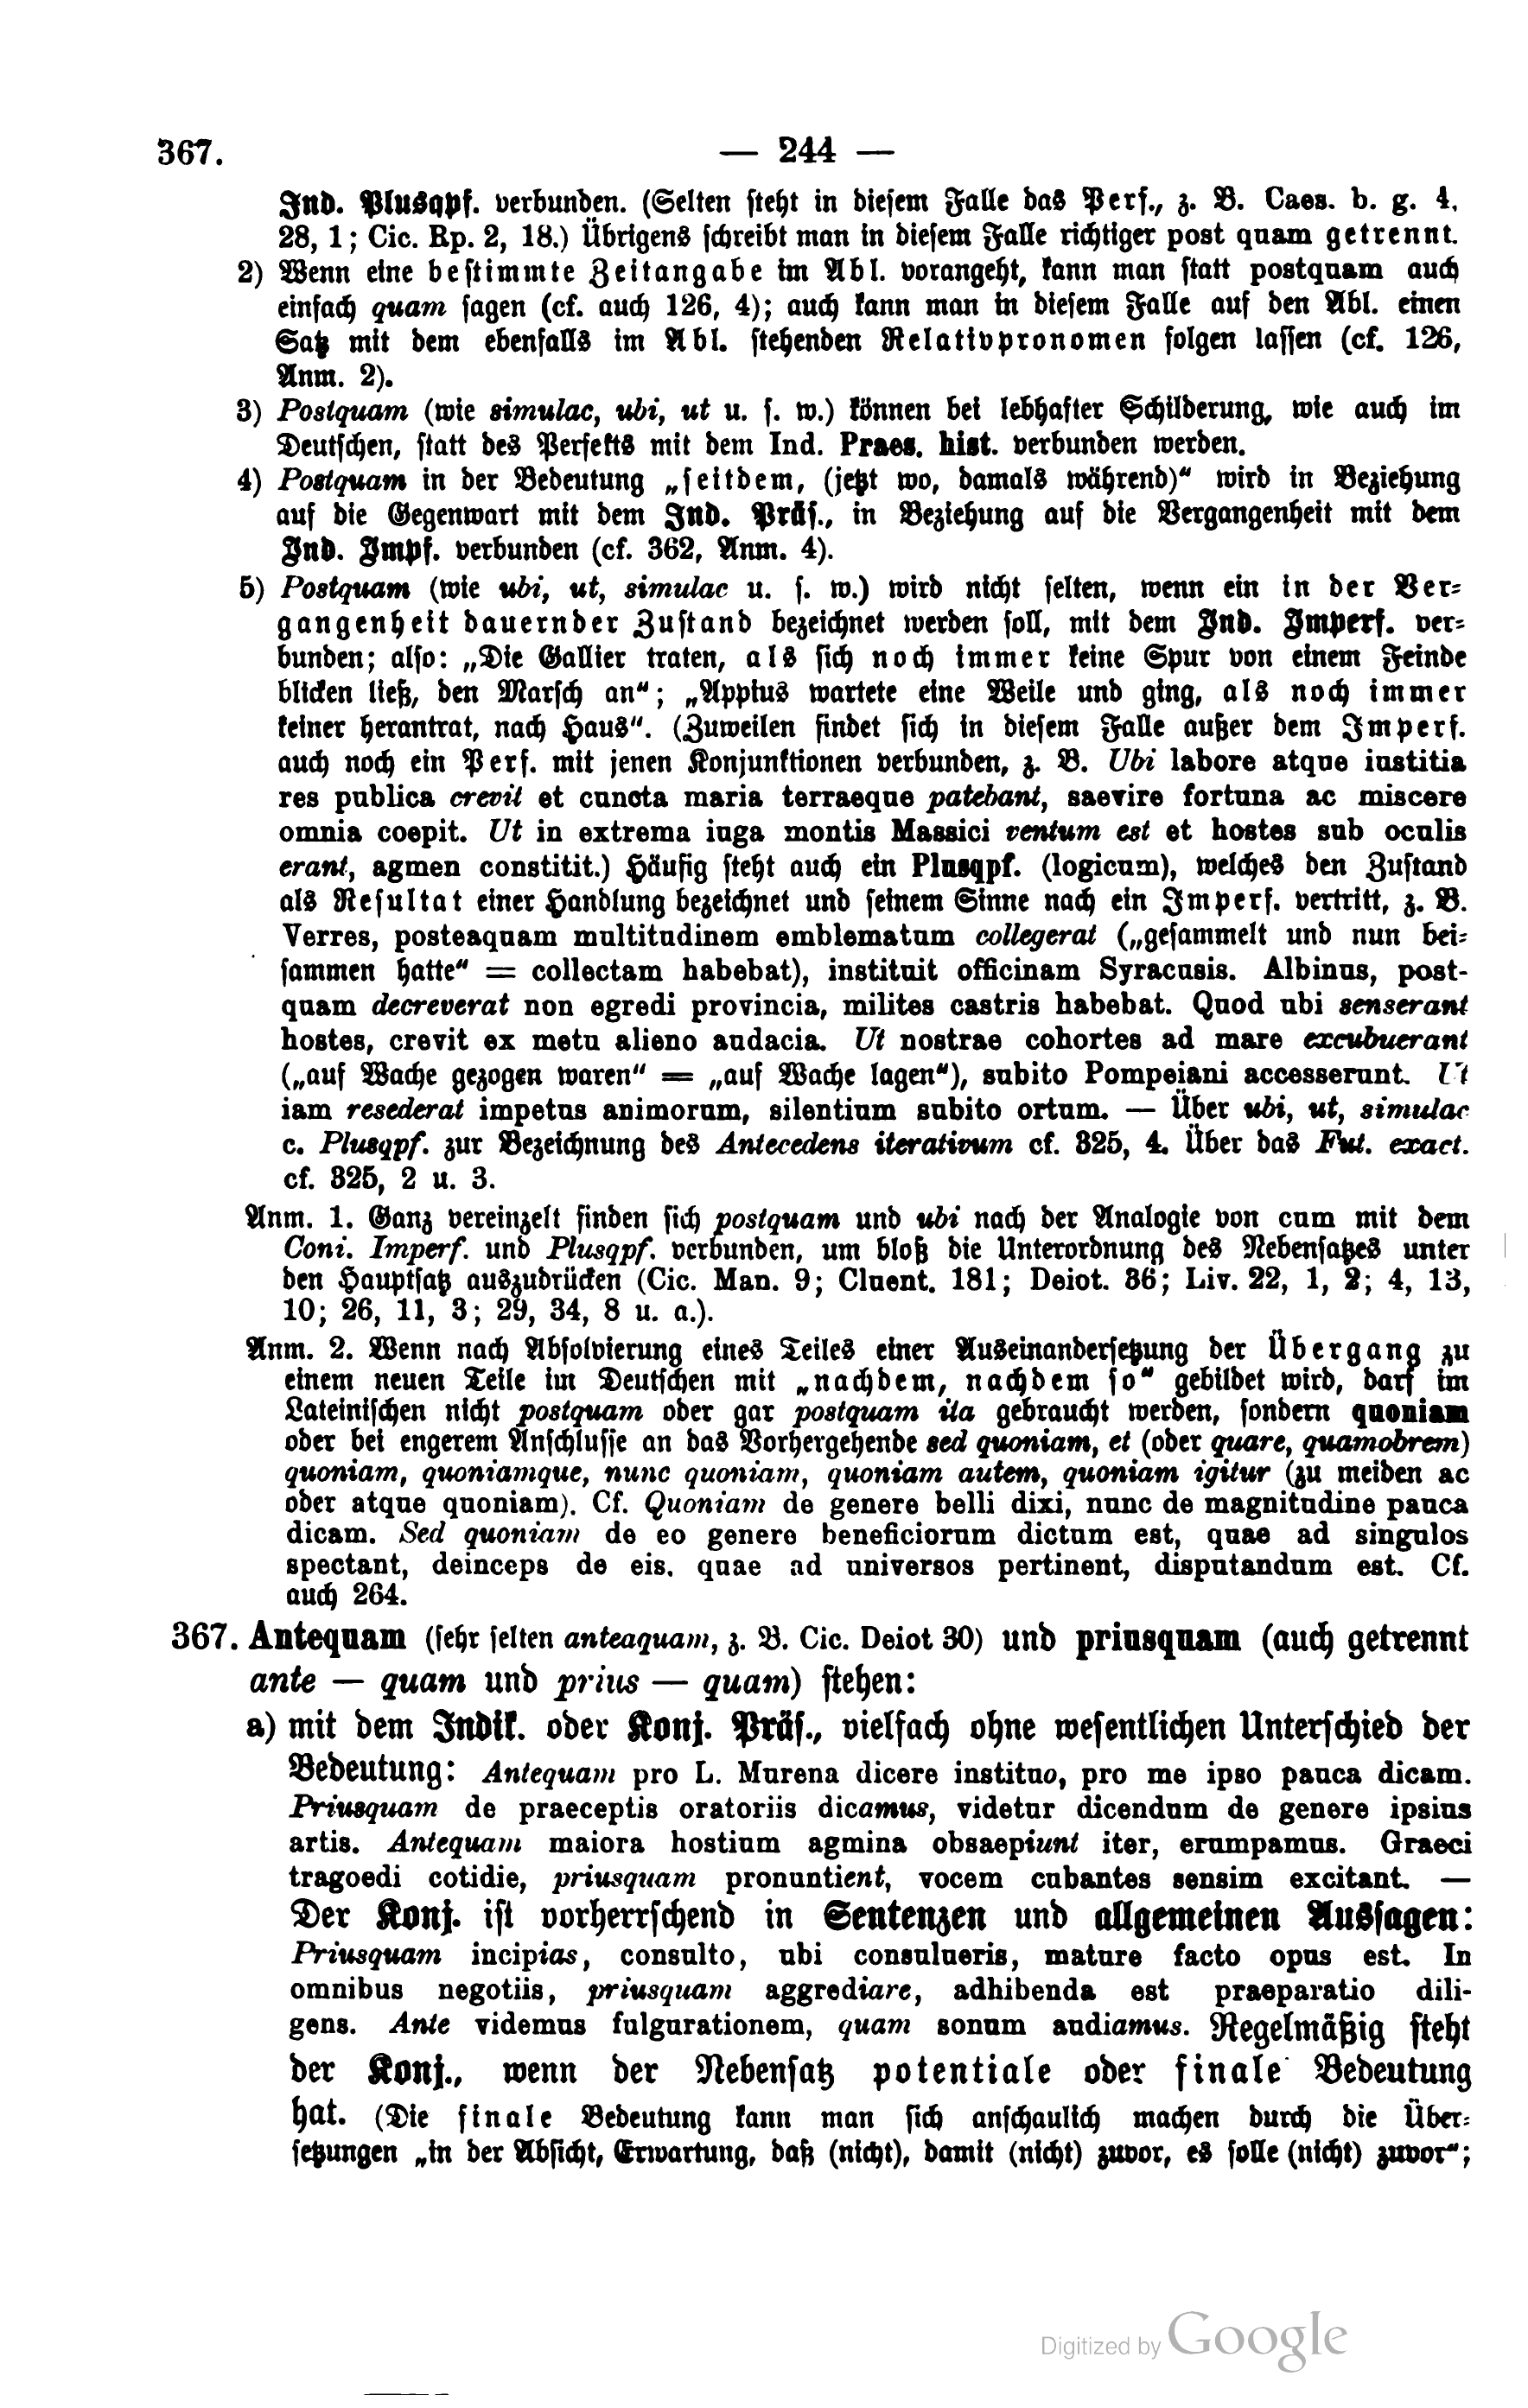 367. — 244 —
Ind. Plusqpf. verbunden. (Selten steht in diesem Falle das Perf., z. B. Caes. b. g. 4,
28, 1; Cic. Rp. 2, 18.) Übrigens schreibt man in diesem Falle richtiger post quam getrennt.
2) Wenn eine bestimmte Zeitangabe im Abl. vorangeht, kann man statt postquam auch
einfach quam sagen (cf. auch 126, 4); auch kann man in diesem Falle auf den Abl. einen
Satz mit dem ebenfalls im Abl. stehenden Relativpronomen folgen lassen (cf. 126,
Anm. 2).
3) Postquam (wie simulac, ubi, ut u. s. w.) können bei lebhafter Schilderung, wie auch im
Deutschen, statt des Perfekts mit dem Ind. Praes. hist. verbunden werden.
4) Postquam in der Bedeutung „seitdem, (jetzt wo, damals während)“ wird in Beziehung
auf die Gegenwart mit dem Ind. Präs., in Beziehung auf die Vergangenheit mit dem
Ind. Impf. verbunden (cf. 362, Anm. 4).
5) Postquam (wie ubi, ut, simulac u. s. w.) wird nicht selten, wenn ein in der Ver-
gangenheit dauernder Zustand bezeichnet werden soll, mit dem Ind. Imperf. ver-
bunden; also: „Die Gallier traten, als sich noch immer keine Spur von einem Feinde
blicken ließ, den Marsch an“; „Appius wartete eine Weile und ging, als noch immer
keiner herantrat, nach Haus“. (Zuweilen findet sich in diesem Falle außer dem Imperf.
auch noch ein Perf. mit jenen Konjunktionen verbunden, z. B. Ubi labore atque iustitia
res publica crevit et cuncta maria terraeque patebant, saevire fortuna ac miscere
omnia coepit. Ut in extrema iuga montis Massici ventum est et hostes sub oculis
erant, agmen constitit.) Häufig steht auch ein Plusqpf. (logicum), welches den Zustand
als Resultat einer Handlung bezeichnet und seinem Sinne nach ein Imperf. vertritt, z. B.
Verres, posteaquam multitudinem emblematum collegerat („gesammelt und nun bei-
sammen hatte“ = collectam habebat), instituit officinam Syracusis. Albinus, post-
quam decreverat non egredi provincia, milites castris habebat. Quod ubi senserant
hostes, crevit ex metu alieno audacia. Ut nostrae cohortes ad mare excubuerant
(„auf Wache gezogen waren“ = „auf Wache lagen“), subito Pompeiani accesserunt. Ut
iam resederat impetus animorum, silentium subito ortum. — Über ubi, ut, simulac
c. Plusqpf. zur Bezeichnung des Antecedens iterativum cf. 325, 4. Über das Fut. exact.
cf. 325, 2 u. 3.
Anm. 1. Ganz vereinzelt finden sich postquam und ubi nach der Analogie von cum mit dem
Coni. Imperf. und Plusqpf. verbunden, um bloß die Unterordnung des Nebensatzes unter
den Hauptsatz auszudrücken (Cic. Man. 9; Cluent. 181; Deiot. 36; Liv. 22, 1, 2; 4, 13,
10; 26, 11, 3; 29, 34, 8 u. a.).
Anm. 2. Wenn nach Absolvierung eines Teiles einer Auseinandersetzung der Übergang zu
einem neuen Teile im Deutschen mit „nachdem, nachdem so“ gebildet wird, darf im
Lateinischen nicht postquam oder gar postquam ita gebraucht werden, sondern quoniam
oder bei engerem Anschlusse an das Vorhergehende sed quoniam, et (oder quare, quamobrem)
quoniam, quoniamque, nunc quoniam, quoniam autem, quoniam igitur (zu meiden ac
oder atque quoniam). Cf. Quoniam de genere belli dixi, nunc de magnitudine pauca
dicam. Sed quoniam de eo genere beneficiorum dictum est, quae ad singulos
spectant, deinceps de eis, quae ad universos pertinent, disputandum est. Cf.
auch 264.
367. Antequam (sehr selten anteaquam, z. B. Cic. Deiot 30) und priusquam (auch getrennt
ante — quam und prius — quam) stehen:
a) mit dem Indik. oder Konj. Präs., vielfach ohne wesentlichen Unterschied der
Bedeutung: Antequam pro L. Murena dicere instituo, pro me ipso pauca dicam.
Priusquam de praeceptis oratoriis dicamus, videtur dicendum de genere ipsius
artis. Antequam maiora hostium agmina obsaepiunt iter, erumpamus. Graeci
tragoedi cotidie, priusquam pronuntient, vocem cubantes sensim excitant. —
Der Konj. ist vorherrschend in Sentenzen und allgemeinen Aussagen:
Priusquam incipias, consulto, ubi consulueris, mature facto opus est. In
omnibus negotiis, priusquam aggrediare, adhibenda est praeparatio dili-
gens. Ante videmus fulgurationem, quam sonum audiamus. Regelmäßig steht
der Konj., wenn der Nebensatz potentiale oder finale Bedeutung
hat. (Die finale Bedeutung kann man sich anschaulich machen durch die Über-
setzungen „in der Absicht, Erwartung, daß (nicht), damit (nicht) zuvor, es solle (nicht) zuvor“;
Digitized by Google